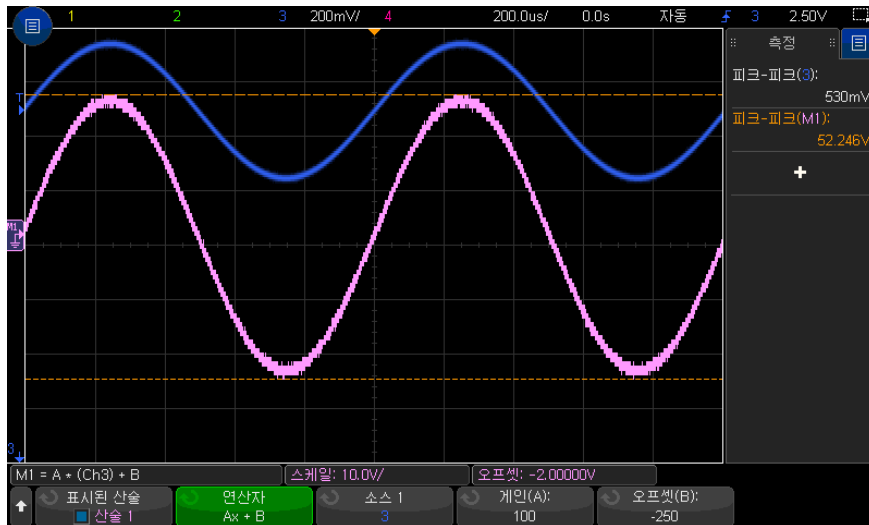 1 2 3 200mV/ 4 200.0us/ 0.0s 자동 3 2.50V
측정
피크-피크(3):
530mV
피크-피크(M1):
52.246V
+
T
M1
3
M1 = A * (Ch3) + B 스케일: 10.0V/ 오프셋: -2.00000V
표시된 산술 연산자 소스 1 게인(A): 오프셋(B):
산술 1 Ax + B 3 100 -250